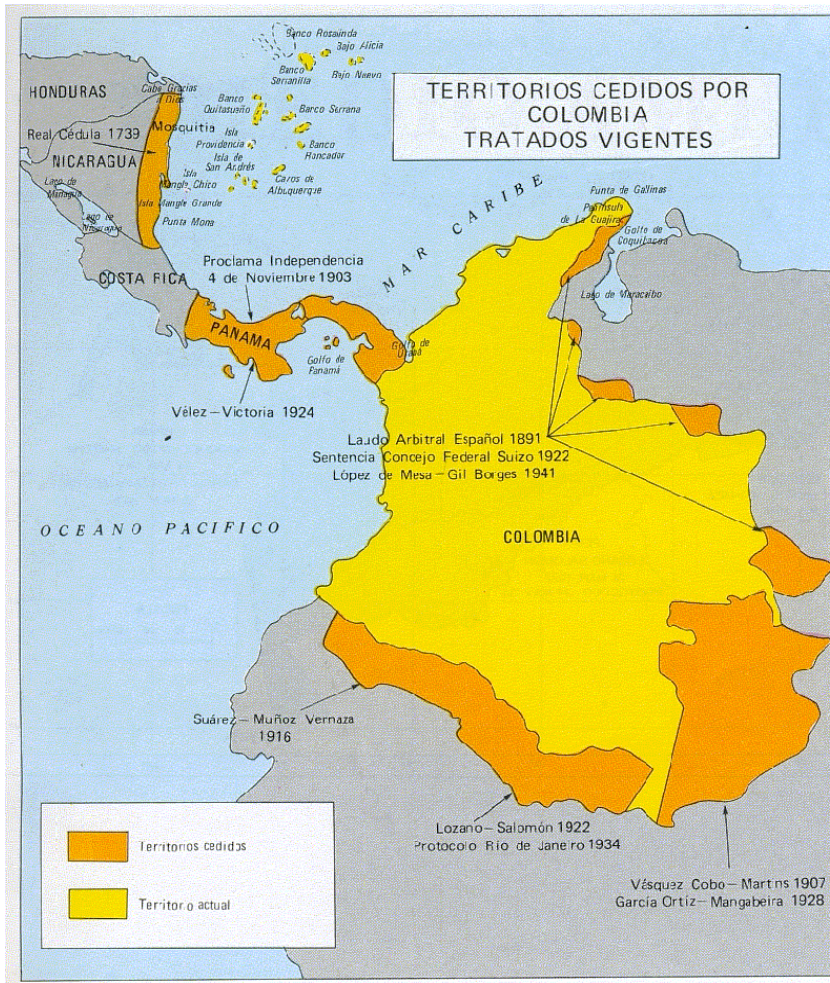 TERRITORIOS CEDIDOS POR
COLOMBIA
TRATADOS VIGENTES
Banco Rosainda
Bajo Alicia
Banco
Serianilla
Bajo Nuevo
HONDURAS
Cabo Gracias
a Dios
Banco
Quitasueño
Barco Serrana
Real Cédula 1739
Mosquitia
Isla
Providencia
Banco
Roncador
NICARAGUA
Isla de
San Andrés
Lago de
Managua
Isla
Mangle Chico
Cayos de
Albuquerque
Isla Mangle Grande
Lago de
Nicaragua
Punta Mona
Punta de Gallinas
Península
de La Guajira
Golfo de
Coquibacoa
MAR CARIBE
COSTA FICA
Proclama Independencia
4 de Noviembre 1903
Lago de Maracaibo
PANAMA
Golfo de
Urabá
Golfo de
Panamá
Vélez–Victoria 1924
Laudo Arbitral Español 1891
Sentencia Concejo Federal Suizo 1922
López de Mesa–Gil Borges 1941
OCEANO PACIFICO
COLOMBIA
Suárez–Muñoz Vernaza
1916
Lozano–Salomón 1922
Protocolo Río de Janeiro 1934
Vésquez Cobo–Martins 1907
García Ortiz–Mangabeira 1928
Territorios cedidos
Territorio actual